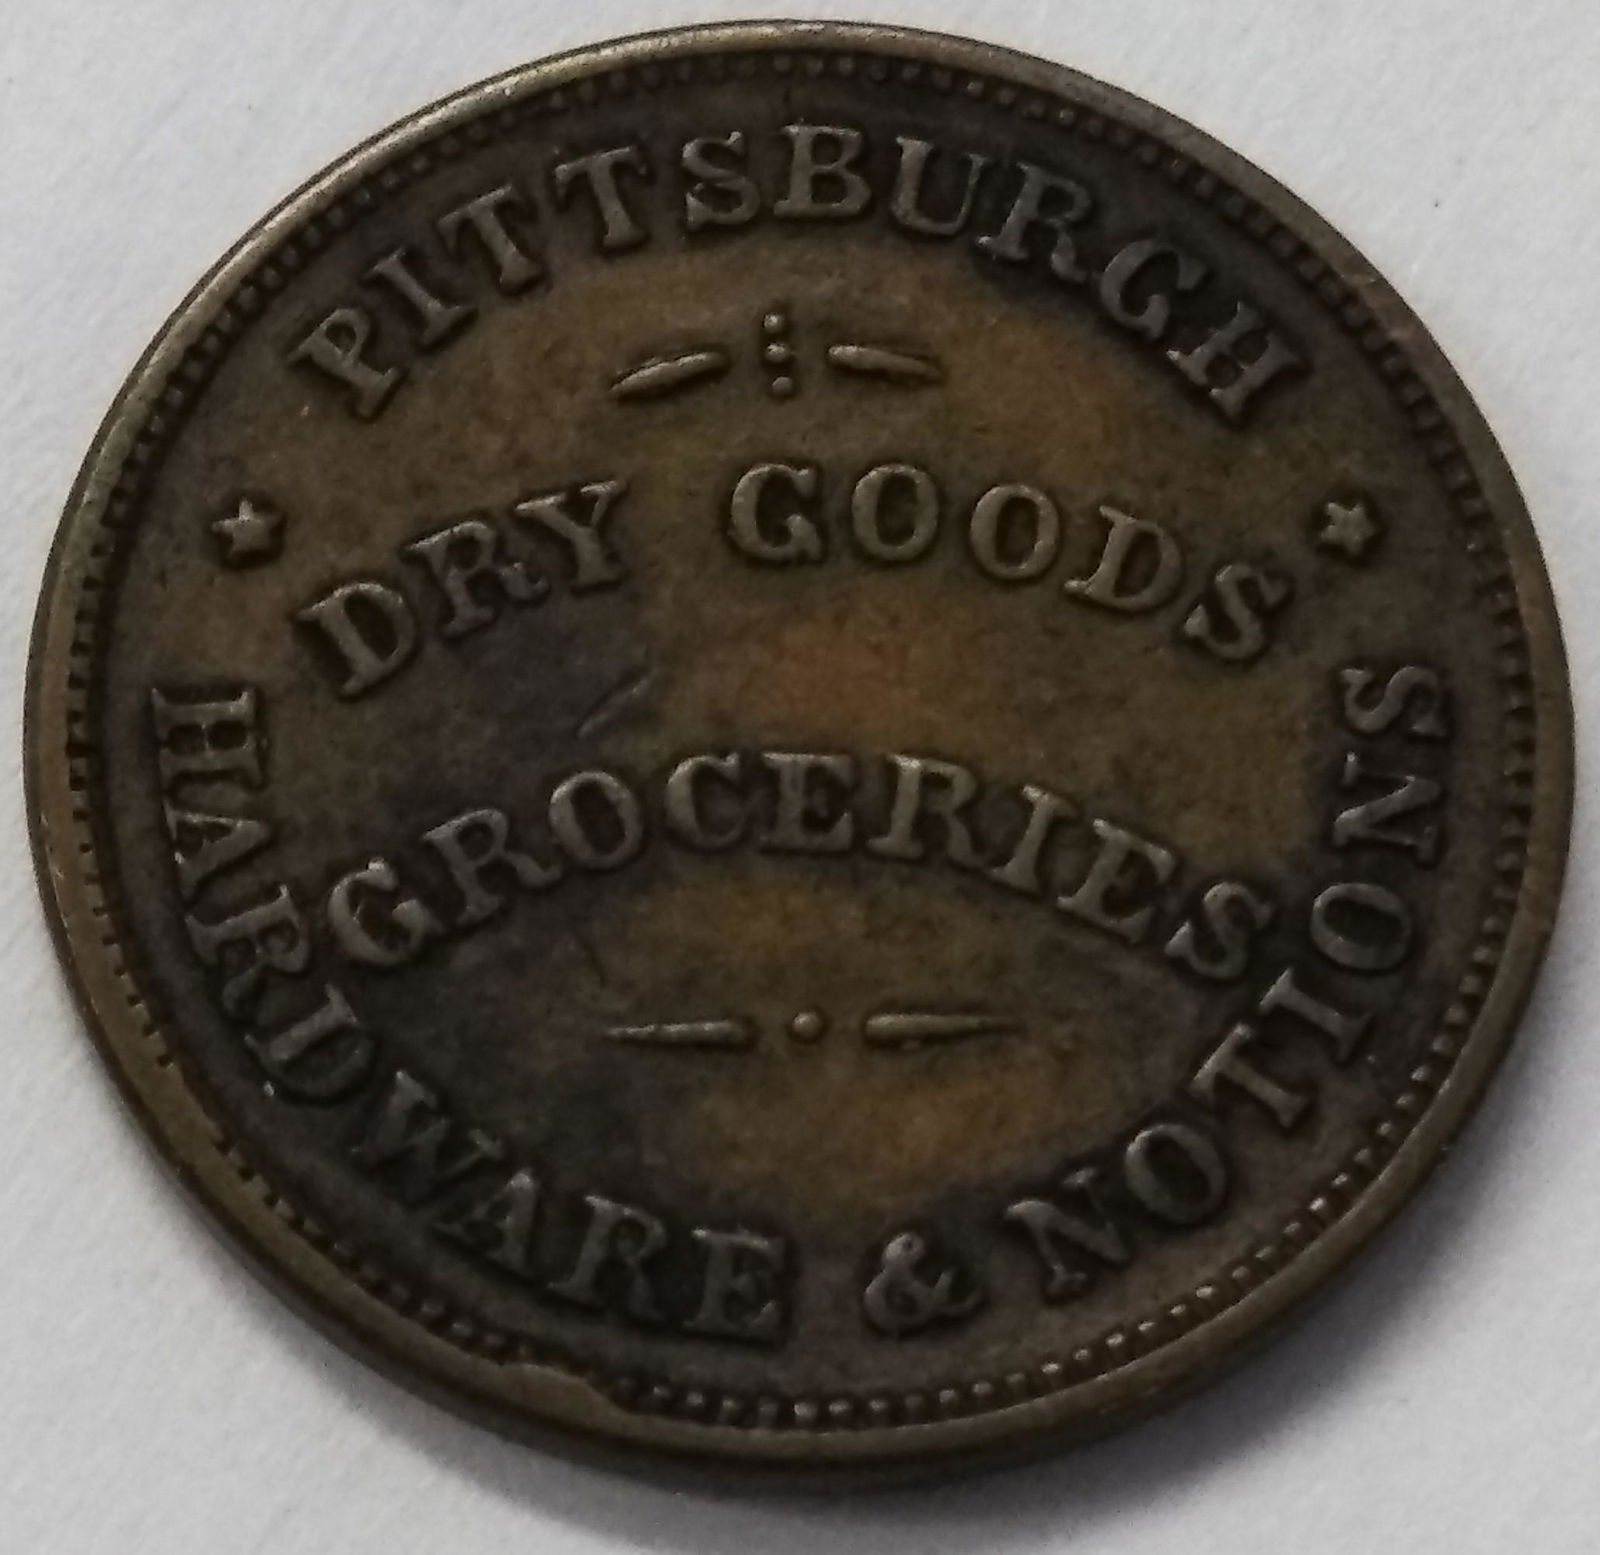 PITTSBURGH
DRY GOODS
GROCERIES
HARDWARE & NOTIONS